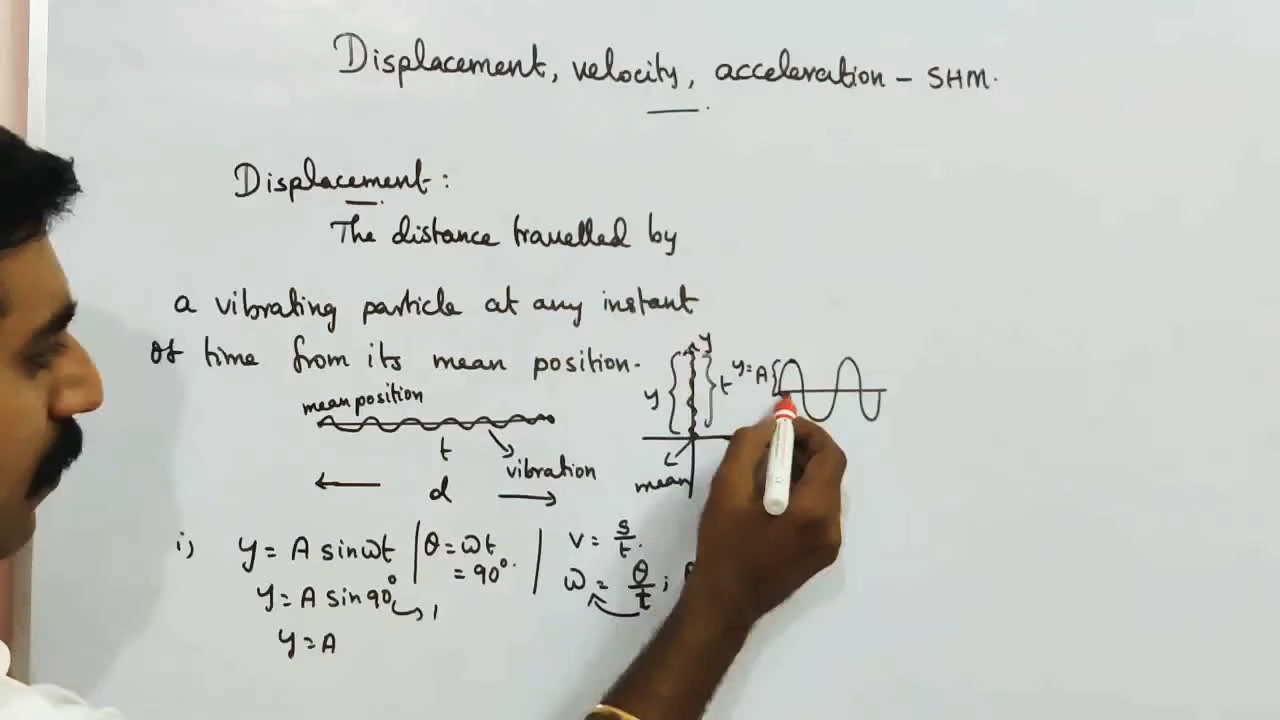 Displacement, velocity, acceleration - SHM.
Displacement:
The distance travelled by
a vibrating particle at any instant
of time from its mean position.
mean position
t
vibration
d
y
y
t
y=A
mean
i) y = A sin ωt | θ = ωt
= 90°.
y = A sin 90° 1
y = A
v = s/t.
ω = θ/t ;